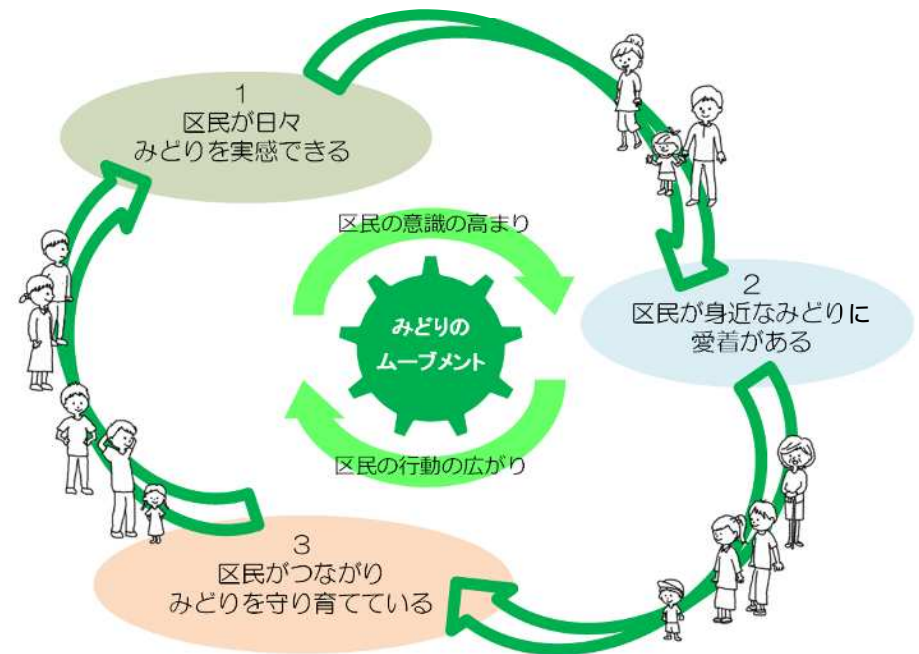 1
区民が日々
みどりを実感できる
区民の意識の高まり
2
区民が身近なみどりに
愛着がある
みどりの
ムーブメント
区民の行動の広がり
3
区民がつながり
みどりを守り育てている